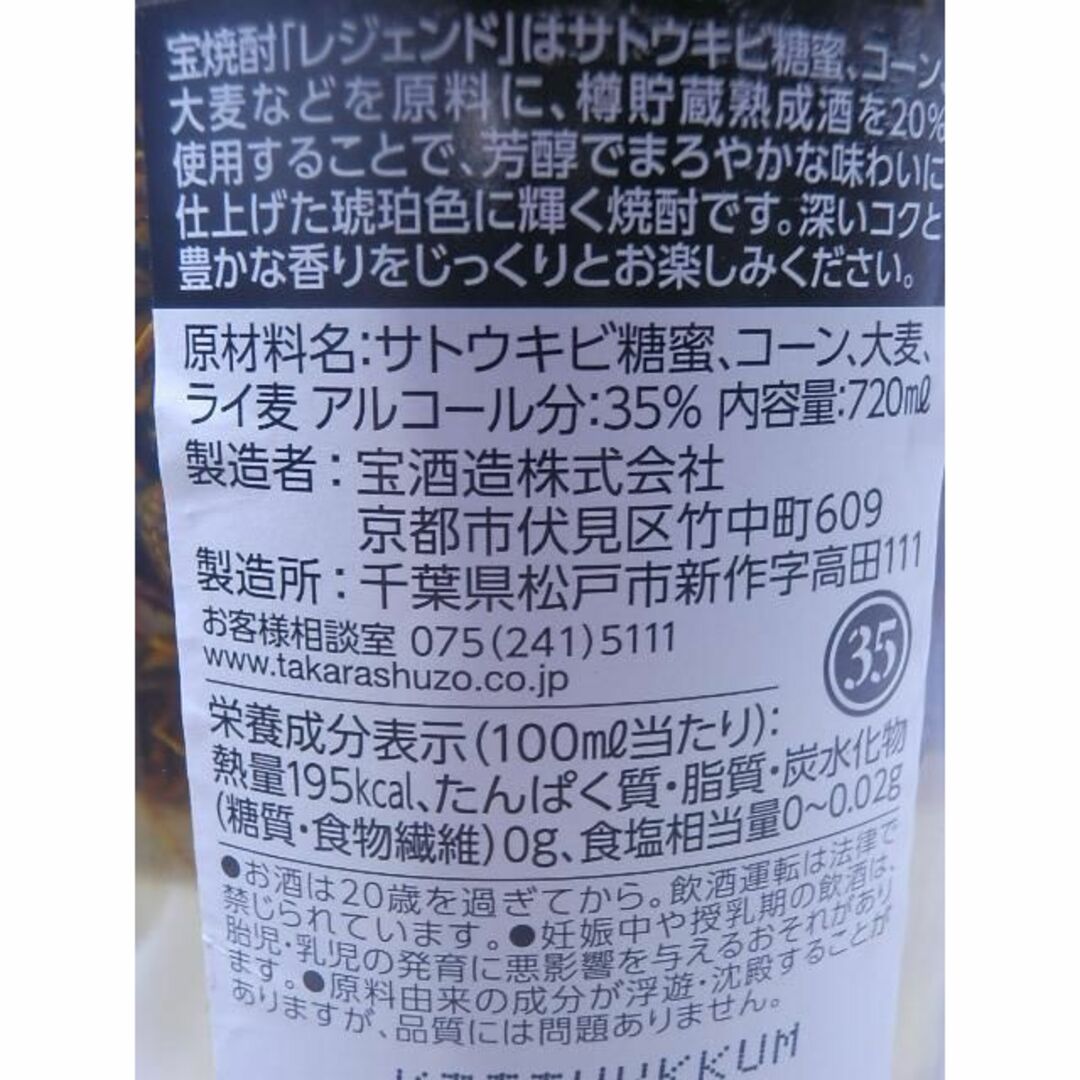 宝焼酎「レジェンド」はサトウキビ糖蜜、コーン、
大麦などを原料に、樽貯蔵熟成酒を20%
使用することで、芳醇でまろやかな味わいに
仕上げた琥珀色に輝く焼酎です。深いコクと
豊かな香りをじっくりとお楽しみください。
原材料名:サトウキビ糖蜜、コーン、大麦、
ライ麦 アルコール分:35% 内容量:720ml
製造者:宝酒造株式会社
京都市伏見区竹中町609
製造所:千葉県松戸市新作字高田111
お客様相談室 075(241)5111
www.takarashuzo.co.jp
35
栄養成分表示(100ml当たり):
熱量195kcal、たんぱく質・脂質・炭水化物
(糖質・食物繊維)0g、食塩相当量0~0.02g
●お酒は20歳を過ぎてから。飲酒運転は法律で
禁じられています。●妊娠中や授乳期の飲酒は、
胎児・乳児の発育に悪影響を与えるおそれがあり
ます。●原料由来の成分が浮遊・沈殿することが
ありますが、品質には問題ありません。